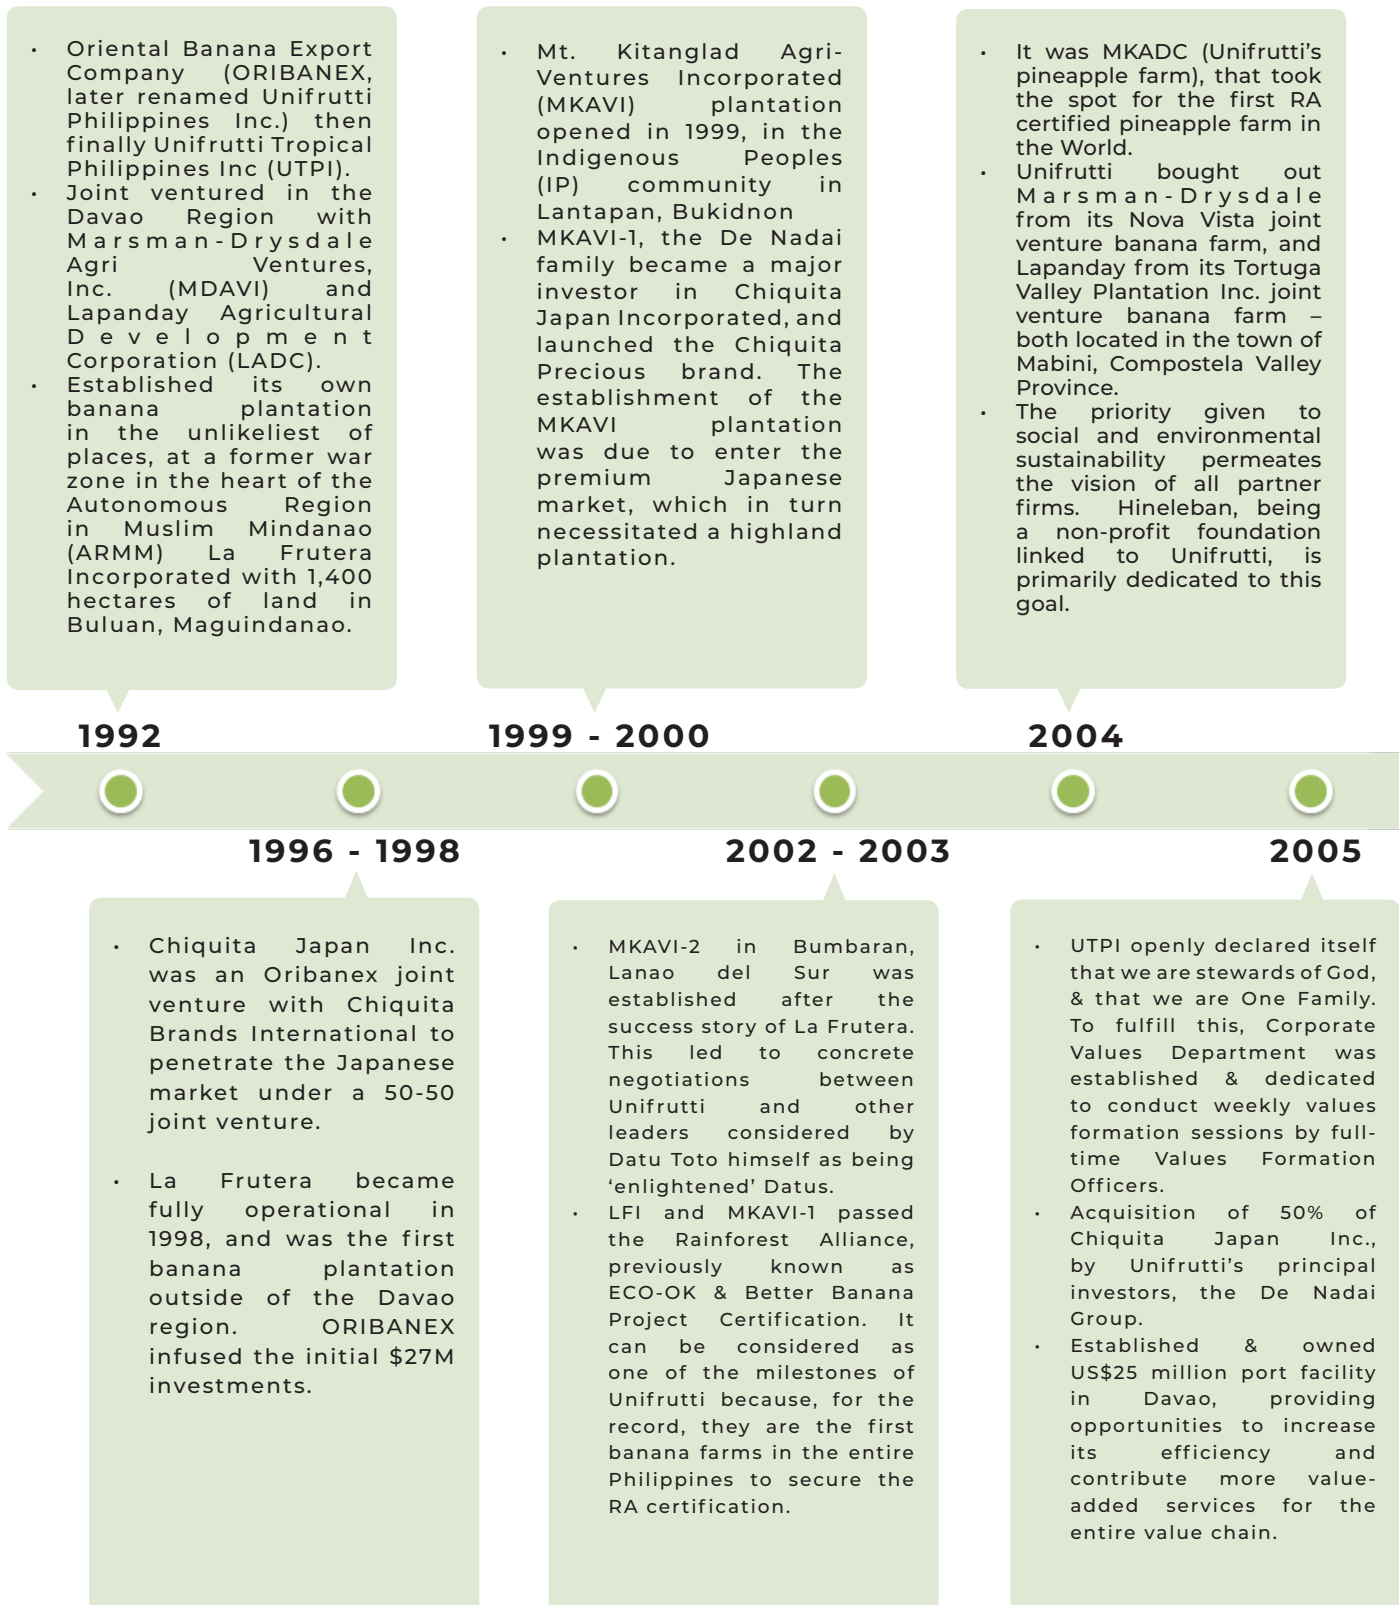 • Oriental Banana Export
Company (ORIBANEX,
later renamed Unifrutti
Philippines Inc.) then
finally Unifrutti Tropical
Philippines Inc (UTPI).
• Joint ventured in the
Davao Region with
Marsman-Drysdale
Agri Ventures,
Inc. (MDAVI) and
Lapanday Agricultural
Development
Corporation (LADC).
• Established its own
banana plantation
in the unlikeliest of
places, at a former war
zone in the heart of the
Autonomous Region
in Muslim Mindanao
(ARMM) La Frutera
Incorporated with 1,400
hectares of land in
Buluan, Maguindanao.
1992
1996 - 1998
• Chiquita Japan Inc.
was an Oribanex joint
venture with Chiquita
Brands International to
penetrate the Japanese
market under a 50-50
joint venture.
• La Frutera became
fully operational in
1998, and was the first
banana plantation
outside of the Davao
region. ORIBANEX
infused the initial $27M
investments.
• Mt. Kitanglad Agri-
Ventures Incorporated
(MKAVI) plantation
opened in 1999, in the
Indigenous Peoples
(IP) community in
Lantapan, Bukidnon
• MKAVI-1, the De Nadai
family became a major
investor in Chiquita
Japan Incorporated, and
launched the Chiquita
Precious brand. The
establishment of the
MKAVI plantation
was due to enter the
premium Japanese
market, which in turn
necessitated a highland
plantation.
1999 - 2000
2002 - 2003
• MKAVI-2 in Bumbaran,
Lanao del Sur was
established after the
success story of La Frutera.
This led to concrete
negotiations between
Unifrutti and other
leaders considered by
Datu Toto himself as being
‘enlightened’ Datus.
• LFI and MKAVI-1 passed
the Rainforest Alliance,
previously known as
ECO-OK & Better Banana
Project Certification. It
can be considered as
one of the milestones of
Unifrutti because, for the
record, they are the first
banana farms in the entire
Philippines to secure the
RA certification.
• It was MKADC (Unifrutti’s
pineapple farm), that took
the spot for the first RA
certified pineapple farm in
the World.
• Unifrutti bought out
Marsman-Drysdale
from its Nova Vista joint
venture banana farm, and
Lapanday from its Tortuga
Valley Plantation Inc. joint
venture banana farm –
both located in the town of
Mabini, Compostela Valley
Province.
• The priority given to
social and environmental
sustainability permeates
the vision of all partner
firms. Hineleban, being
a non-profit foundation
linked to Unifrutti, is
primarily dedicated to this
goal.
2004
2005
• UTPI openly declared itself
that we are stewards of God,
& that we are One Family.
To fulfill this, Corporate
Values Department was
established & dedicated
to conduct weekly values
formation sessions by full-
time Values Formation
Officers.
• Acquisition of 50% of
Chiquita Japan Inc.,
by Unifrutti’s principal
investors, the De Nadai
Group.
• Established & owned
US$25 million port facility
in Davao, providing
opportunities to increase
its efficiency and
contribute more value-
added services for the
entire value chain.